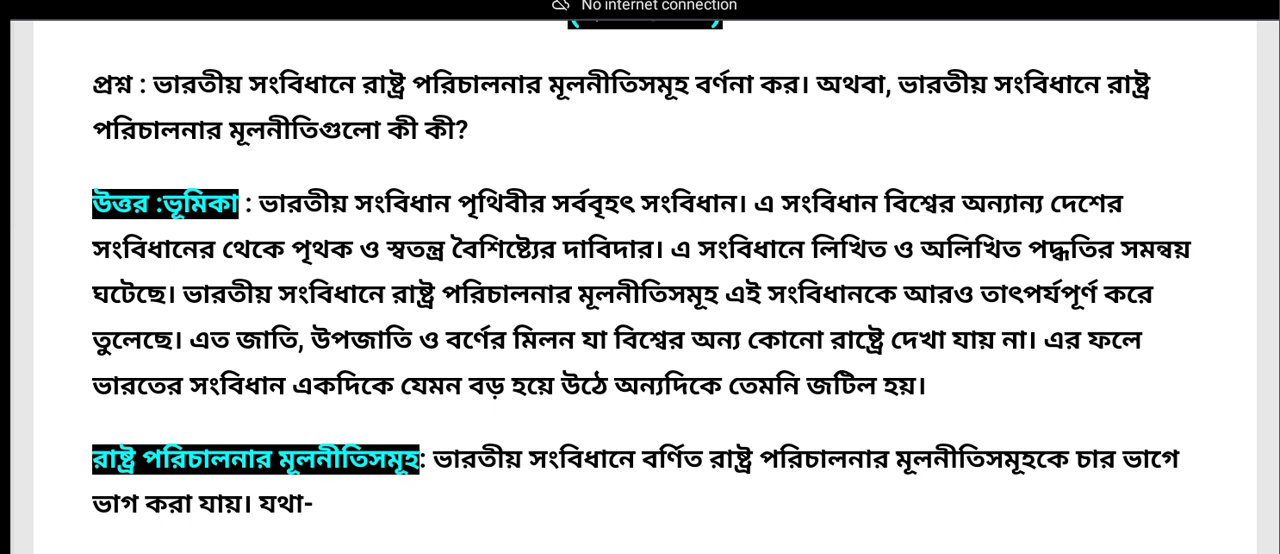 No internet connection
প্রশ্ন : ভারতীয় সংবিধানে রাষ্ট্র পরিচালনার মূলনীতিসমূহ বর্ণনা কর। অথবা, ভারতীয় সংবিধানে রাষ্ট্র
পরিচালনার মূলনীতিগুলো কী কী?
উত্তর :ভূমিকা : ভারতীয় সংবিধান পৃথিবীর সর্ববৃহৎ সংবিধান। এ সংবিধান বিশ্বের অন্যান্য দেশের
সংবিধানের থেকে পৃথক ও স্বতন্ত্র বৈশিষ্ট্যের দাবিদার। এ সংবিধানে লিখিত ও অলিখিত পদ্ধতির সমন্বয়
ঘটেছে। ভারতীয় সংবিধানে রাষ্ট্র পরিচালনার মূলনীতিসমূহ এই সংবিধানকে আরও তাৎপর্যপূর্ণ করে
তুলেছে। এত জাতি, উপজাতি ও বর্ণের মিলন যা বিশ্বের অন্য কোনো রাষ্ট্রে দেখা যায় না। এর ফলে
ভারতের সংবিধান একদিকে যেমন বড় হয়ে উঠে অন্যদিকে তেমনি জটিল হয়।
রাষ্ট্র পরিচালনার মূলনীতিসমূহ: ভারতীয় সংবিধানে বর্ণিত রাষ্ট্র পরিচালনার মূলনীতিসমূহকে চার ভাগে
ভাগ করা যায়। যথা-